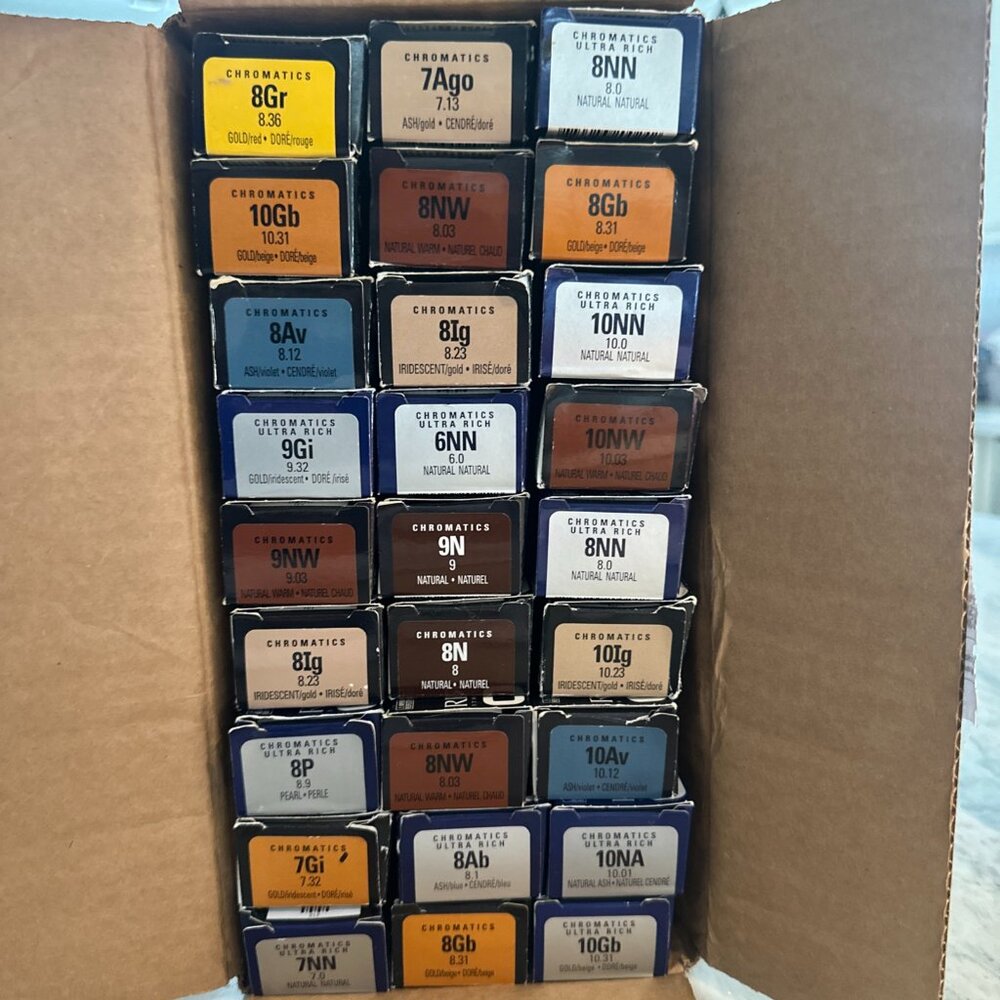 CHROMATICS
8Gr
8.36
GOLD/red • DORÉ/rouge
CHROMATICS
7Ago
7.13
ASH/gold • CENDRÉ/doré
CHROMATICS
ULTRA RICH
8NN
8.0
NATURAL NATURAL
CHROMATICS
10Gb
10.31
GOLD/beige • DORÉ/beige
CHROMATICS
8NW
8.03
NATURAL WARM • NATUREL CHAUD
CHROMATICS
8Gb
8.31
GOLD/beige • DORÉ/beige
CHROMATICS
8Av
8.12
ASH/violet • CENDRÉ/violet
CHROMATICS
8Ig
8.23
IRIDESCENT/gold • IRISÉ/doré
CHROMATICS
ULTRA RICH
10NN
10.0
NATURAL NATURAL
CHROMATICS
ULTRA RICH
9Gi
9.32
GOLD/iridescent • DORÉ/irisé
CHROMATICS
ULTRA RICH
6NN
6.0
NATURAL NATURAL
CHROMATICS
10NW
10.03
NATURAL WARM • NATUREL CHAUD
CHROMATICS
9NW
9.03
NATURAL WARM • NATUREL CHAUD
CHROMATICS
9N
9
NATURAL • NATUREL
CHROMATICS
ULTRA RICH
8NN
8.0
NATURAL NATURAL
CHROMATICS
8Ig
8.23
IRIDESCENT/gold • IRISÉ/doré
CHROMATICS
8N
8
NATURAL • NATUREL
CHROMATICS
10Ig
10.23
IRIDESCENT/gold • IRISÉ/doré
CHROMATICS
ULTRA RICH
8P
8.9
PEARL • PERLE
CHROMATICS
8NW
8.03
NATURAL WARM • NATUREL CHAUD
CHROMATICS
10Av
10.12
ASH/violet • CENDRÉ/violet
CHROMATICS
7Gi
7.32
GOLD/iridescent • DORÉ/irisé
CHROMATICS
ULTRA RICH
8Ab
8.1
ASH/blue • CENDRÉ/bleu
CHROMATICS
ULTRA RICH
10NA
10.01
NATURAL ASH • NATUREL CENDRÉ
CHROMATICS
ULTRA RICH
7NN
7.0
NATURAL NATURAL
CHROMATICS
8Gb
8.31
GOLD/beige • DORÉ/beige
CHROMATICS
ULTRA RICH
10Gb
10.31
GOLD/beige • DORÉ/beige